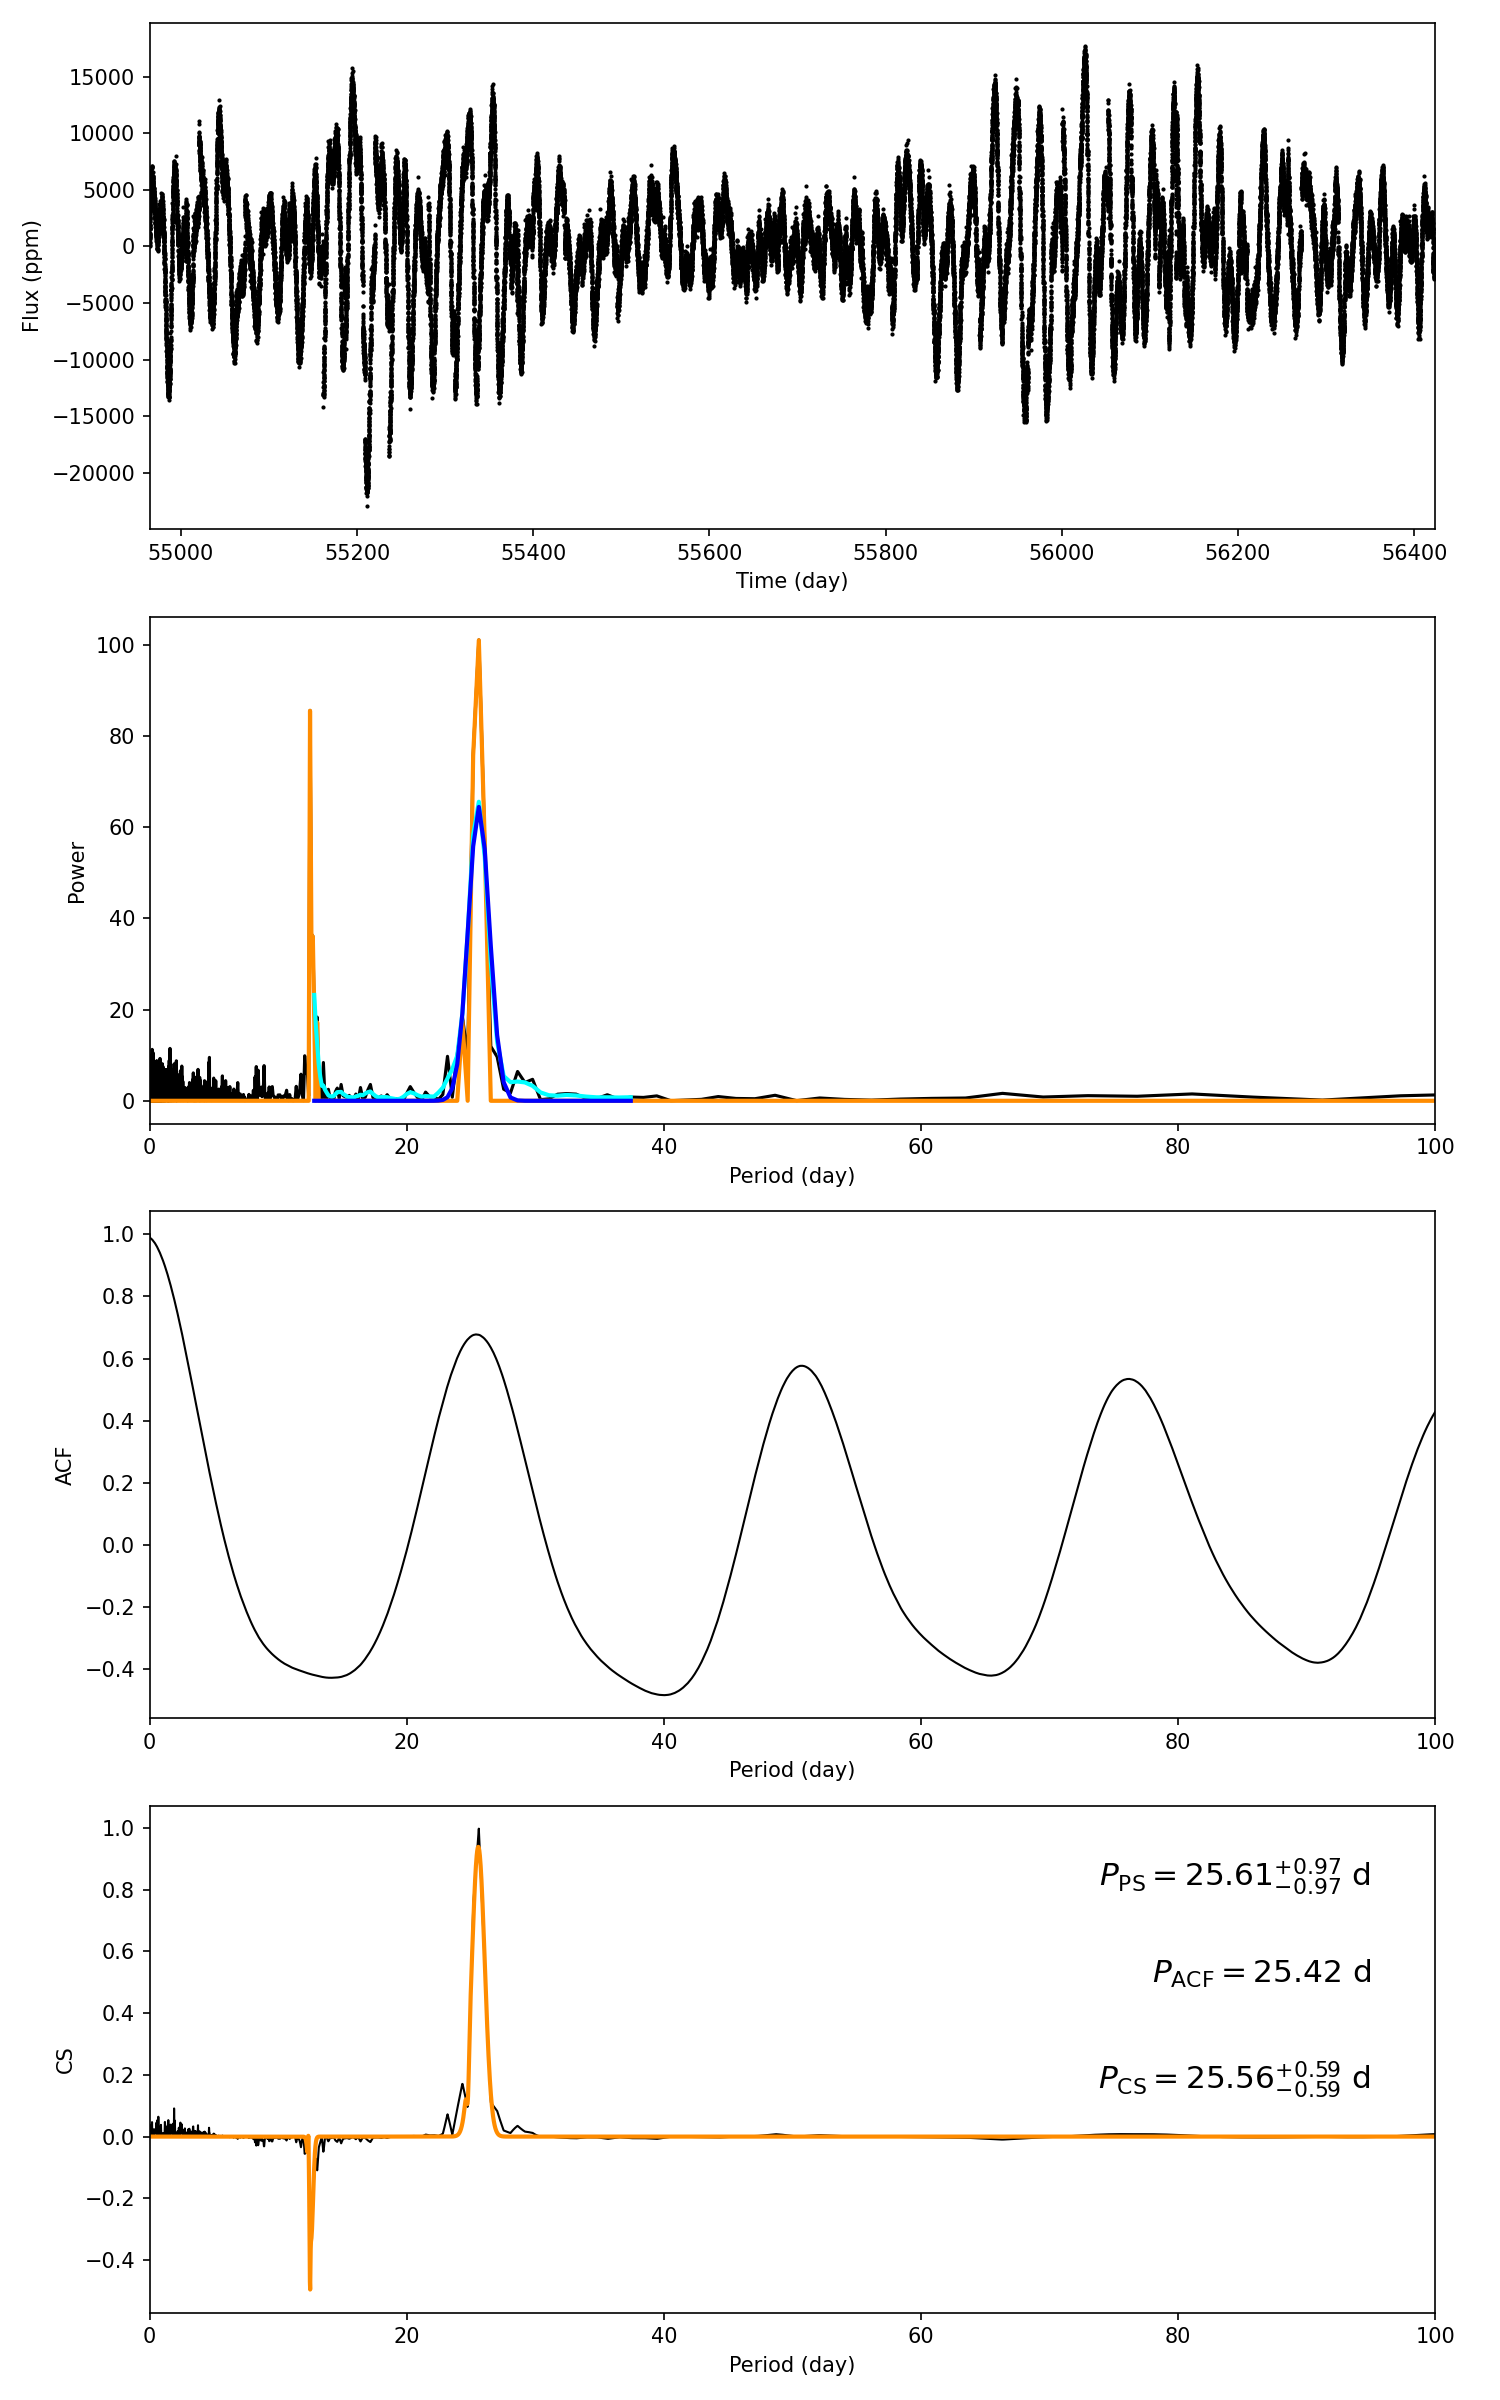 15000
10000
5000
0
−5000
−10000
−15000
−20000
Flux (ppm)
55000 55200 55400 55600 55800 56000 56200 56400
Time (day)
100
80
60
40
20
0
Power
0 20 40 60 80 100
Period (day)
1.0
0.8
0.6
0.4
0.2
0.0
−0.2
−0.4
ACF
0 20 40 60 80 100
Period (day)
1.0
0.8
0.6
0.4
0.2
0.0
−0.2
−0.4
CS
P_PS = 25.61^{+0.97}_{−0.97} d
P_ACF = 25.42 d
P_CS = 25.56^{+0.59}_{−0.59} d
0 20 40 60 80 100
Period (day)